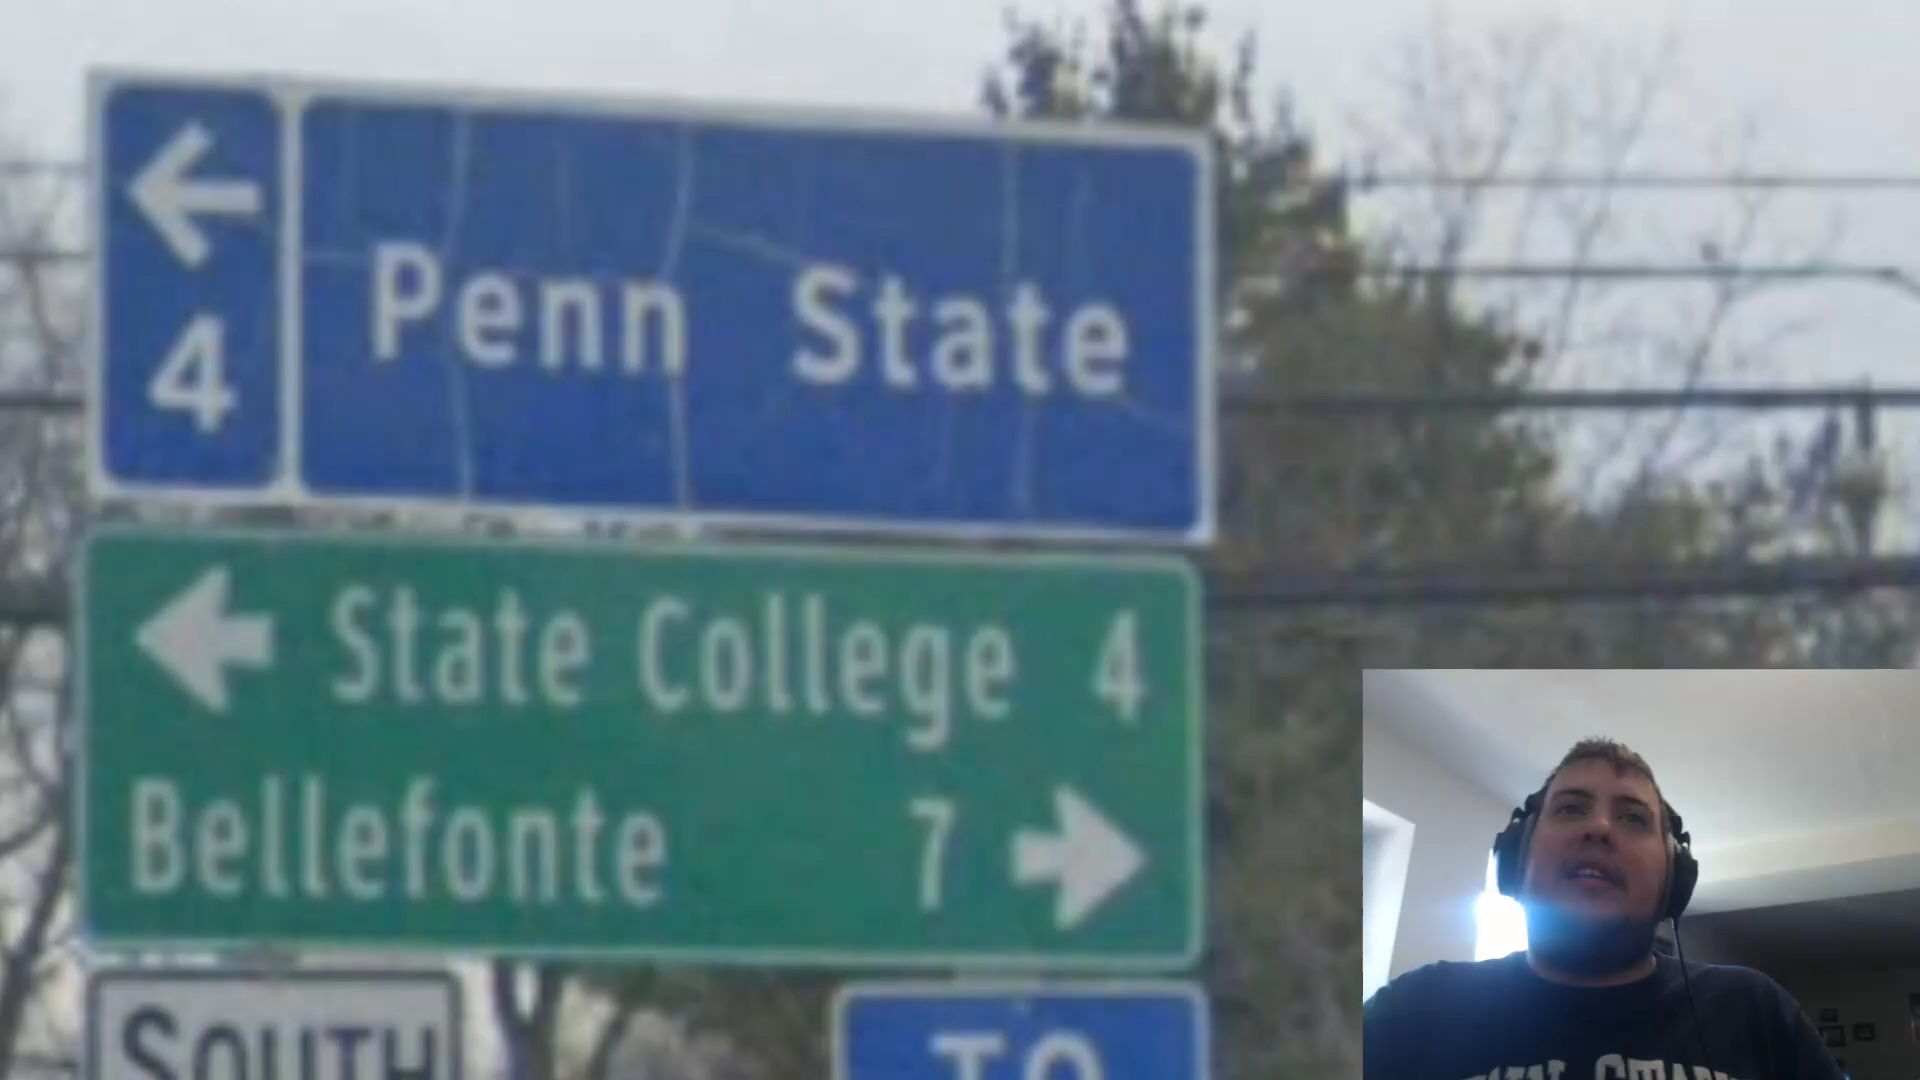 4 Penn State
State College 4
Bellefonte 7
SOUTH TO